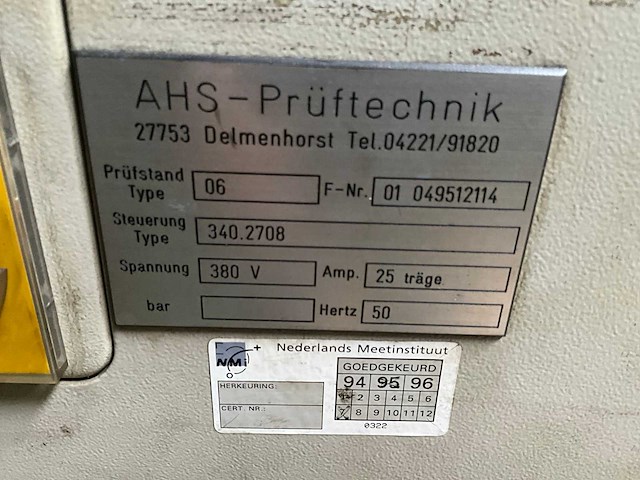 AHS-Prüftechnik
27753 Delmenhorst Tel.04221/91820
Prüfstand Type 06 F-Nr. 01 049512114
Steuerung Type 340.2708
Spannung 380 V Amp. 25 träge
bar Hertz 50
NMi Nederlands Meetinstituut
GOEDGEKEURD
HERKEURING: 94 95 96
1 2 3 4 5 6
CERT. NR.: 7 8 9 10 11 12
0322